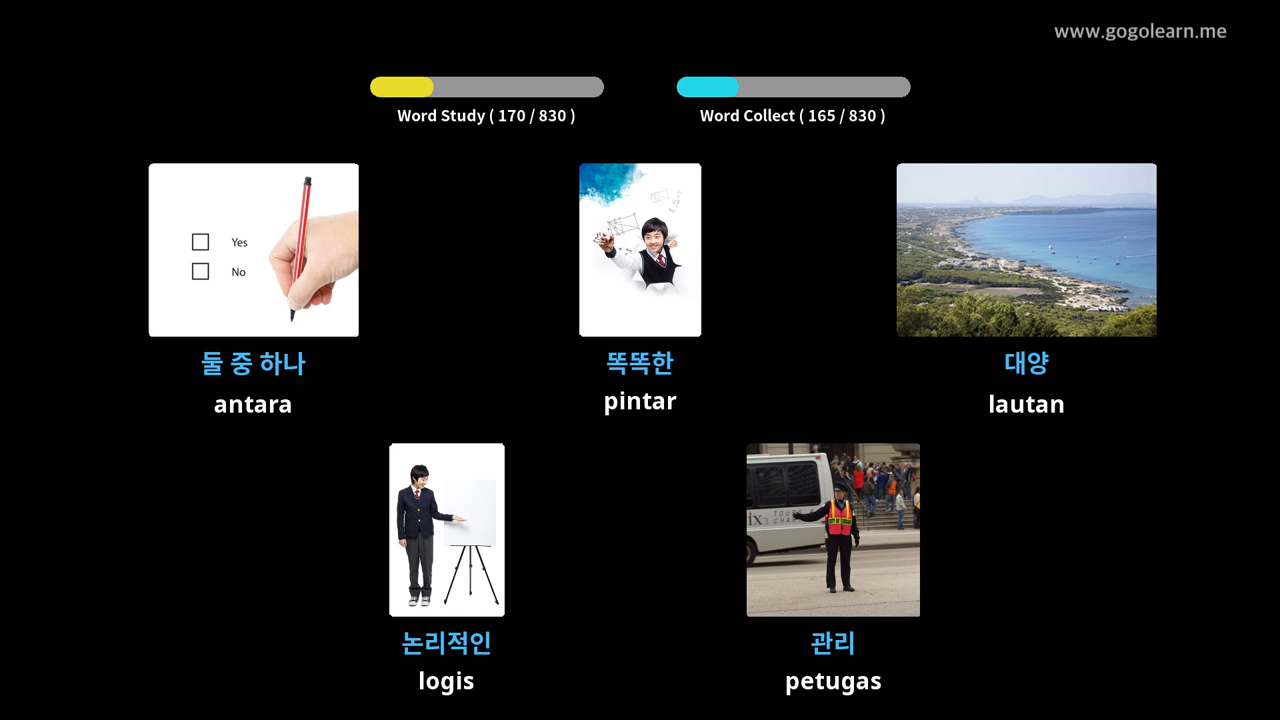 www.gogolearn.me
Word Study ( 170 / 830 )
Word Collect ( 165 / 830 )
Yes
No
둘 중 하나
antara
똑똑한
pintar
대양
lautan
논리적인
logis
관리
petugas